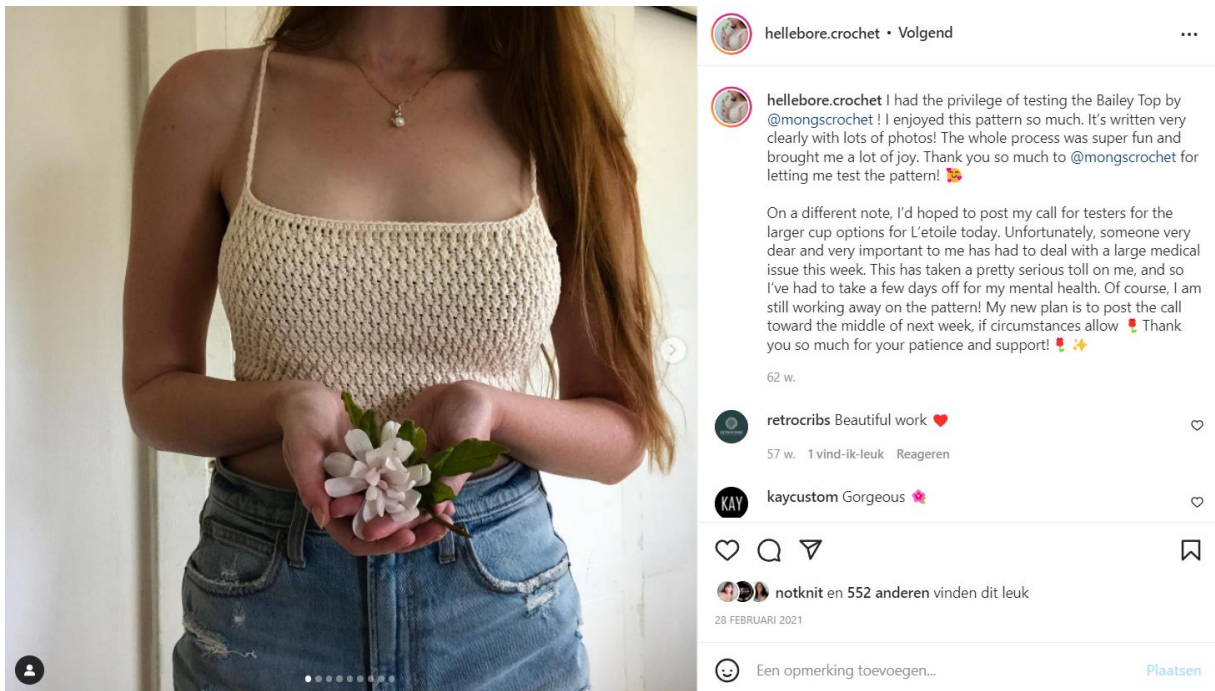 hellebore.crochet • Volgend
hellebore.crochet I had the privilege of testing the Bailey Top by
@mongscrochet ! I enjoyed this pattern so much. It's written very
clearly with lots of photos! The whole process was super fun and
brought me a lot of joy. Thank you so much to @mongscrochet for
letting me test the pattern! 🥰
On a different note, I'd hoped to post my call for testers for the
larger cup options for L'etoile today. Unfortunately, someone very
dear and very important to me has had to deal with a large medical
issue this week. This has taken a pretty serious toll on me, and so
I've had to take a few days off for my mental health. Of course, I am
still working away on the pattern! My new plan is to post the call
toward the middle of next week, if circumstances allow 🌷Thank
you so much for your patience and support!🌷✨
62 w.
retrocribs Beautiful work ❤️
57 w. 1 vind-ik-leuk Reageren
KAY
kaycustom Gorgeous 🌺
notknit en 552 anderen vinden dit leuk
28 FEBRUARI 2021
Een opmerking toevoegen...
Plaatsen